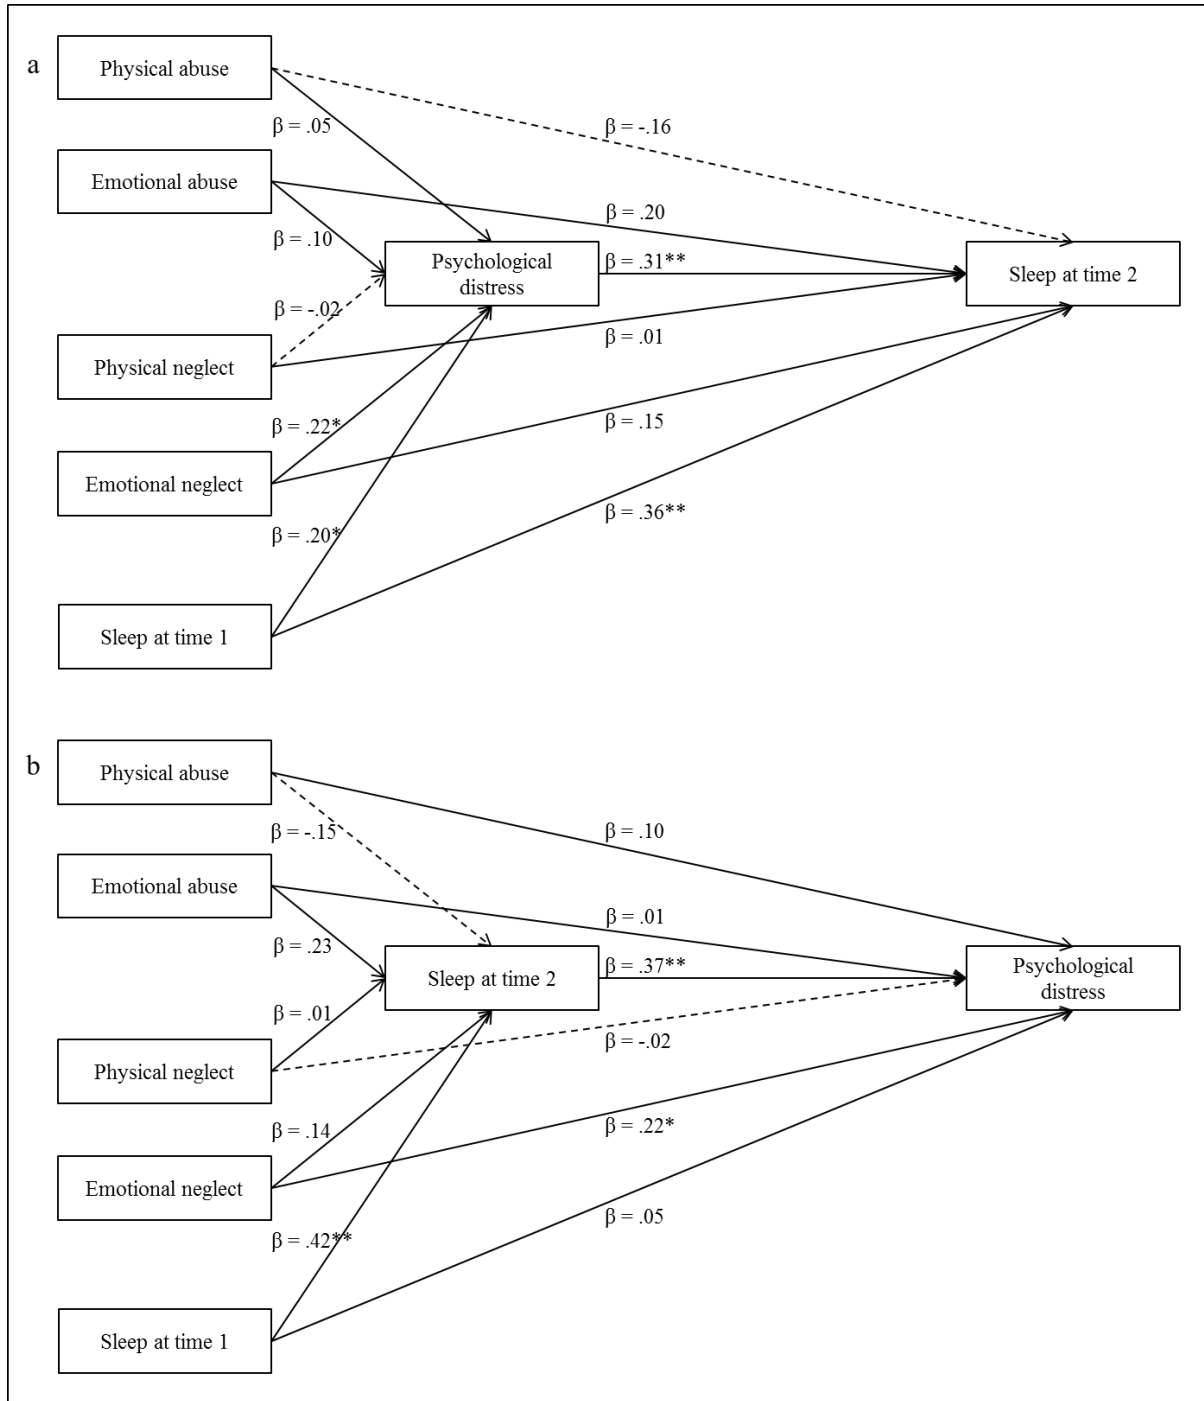 a
Physical abuse
β = .05
β = -.16
Emotional abuse
β = .10
β = .20
Psychological
distress
β = .31**
Sleep at time 2
β = -.02
Physical neglect
β = .01
β = .22*
β = .15
Emotional neglect
β = .20*
β = .36**
Sleep at time 1
b
Physical abuse
β = -.15
β = .10
Emotional abuse
β = .23
β = .01
Sleep at time 2
β = .37**
Psychological
distress
β = .01
Physical neglect
β = -.02
β = .14
β = .22*
Emotional neglect
β = .42**
β = .05
Sleep at time 1